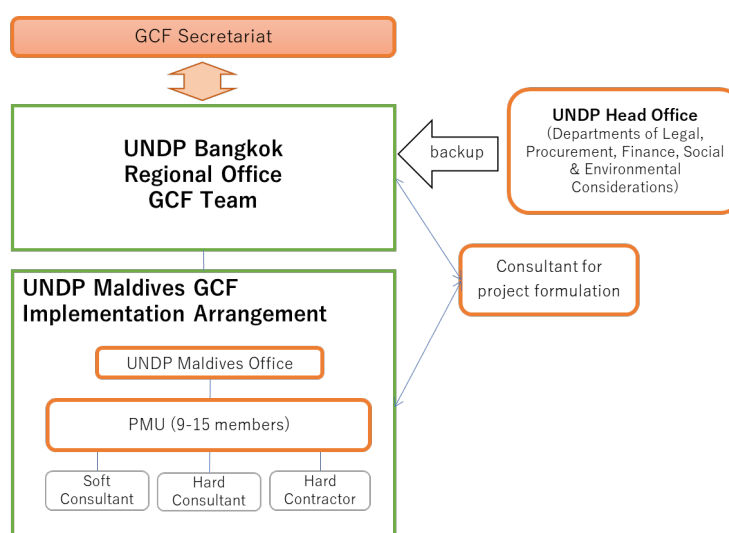 GCF Secretariat
UNDP Bangkok
Regional Office
GCF Team
backup
UNDP Head Office
(Departments of Legal,
Procurement, Finance, Social
& Environmental
Considerations)
Consultant for
project formulation
UNDP Maldives GCF
Implementation Arrangement
UNDP Maldives Office
PMU (9-15 members)
Soft
Consultant
Hard
Consultant
Hard
Contractor